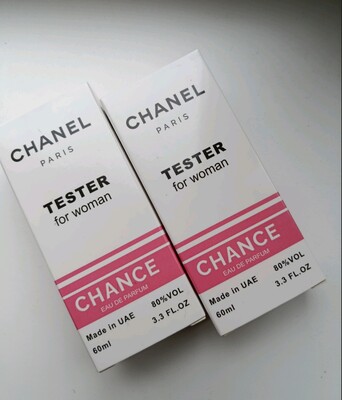 CHANEL
PARIS
TESTER
for woman
CHANCE
EAU DE PARFUM
Made in UAE 80%VOL
60ml 3.3 FL.OZ
CHANEL
PARIS
TESTER
for woman
CHANCE
EAU DE PARFUM
Made in UAE 80%VOL
60ml 3.3 FL.OZ